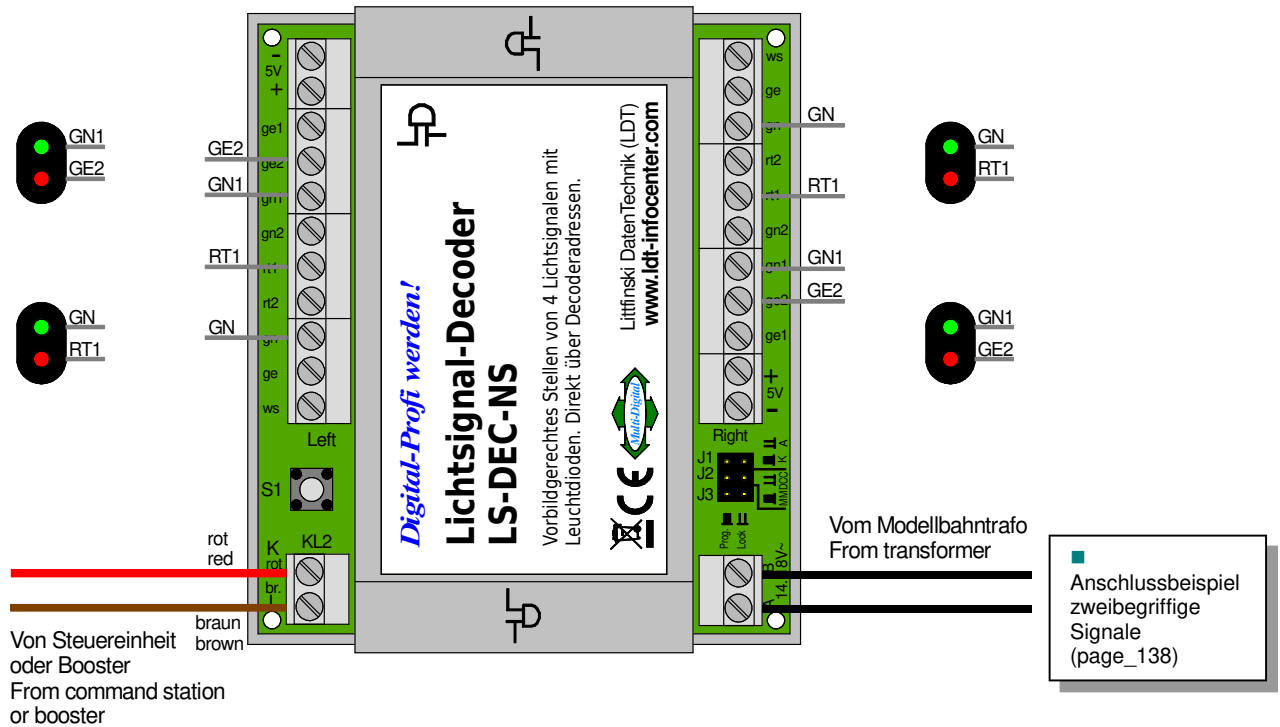 GN1
GE2
GN
RT1
GE2
GN1
RT1
GN
-
5V
+
ge1
ge2
gn1
gn2
rt1
rt2
gn
ge
ws
Left
S1
K
KL2
rot
br.
rot
red
braun
brown
Von Steuereinheit
oder Booster
From command station
or booster
Digital-Profi werden!
Lichtsignal-Decoder
LS-DEC-NS
Vorbildgerechtes Stellen von 4 Lichtsignalen mit
Leuchtdioden. Direkt über Decoderadressen.
Multi-Digital
CE
Littfinski DatenTechnik (LDT)
www.ldt-infocenter.com
ws
ge
gn
rt2
rt1
gn2
gn1
ge2
ge1
+
5V
-
Right
J1
J2
J3
K A
MM DCC
Prog.
Lock
B
A
14..18V~
GN
RT1
GN1
GE2
GN
RT1
GN1
GE2
Vom Modellbahntrafo
From transformer
Anschlussbeispiel
zweibegriffige
Signale
(page_138)